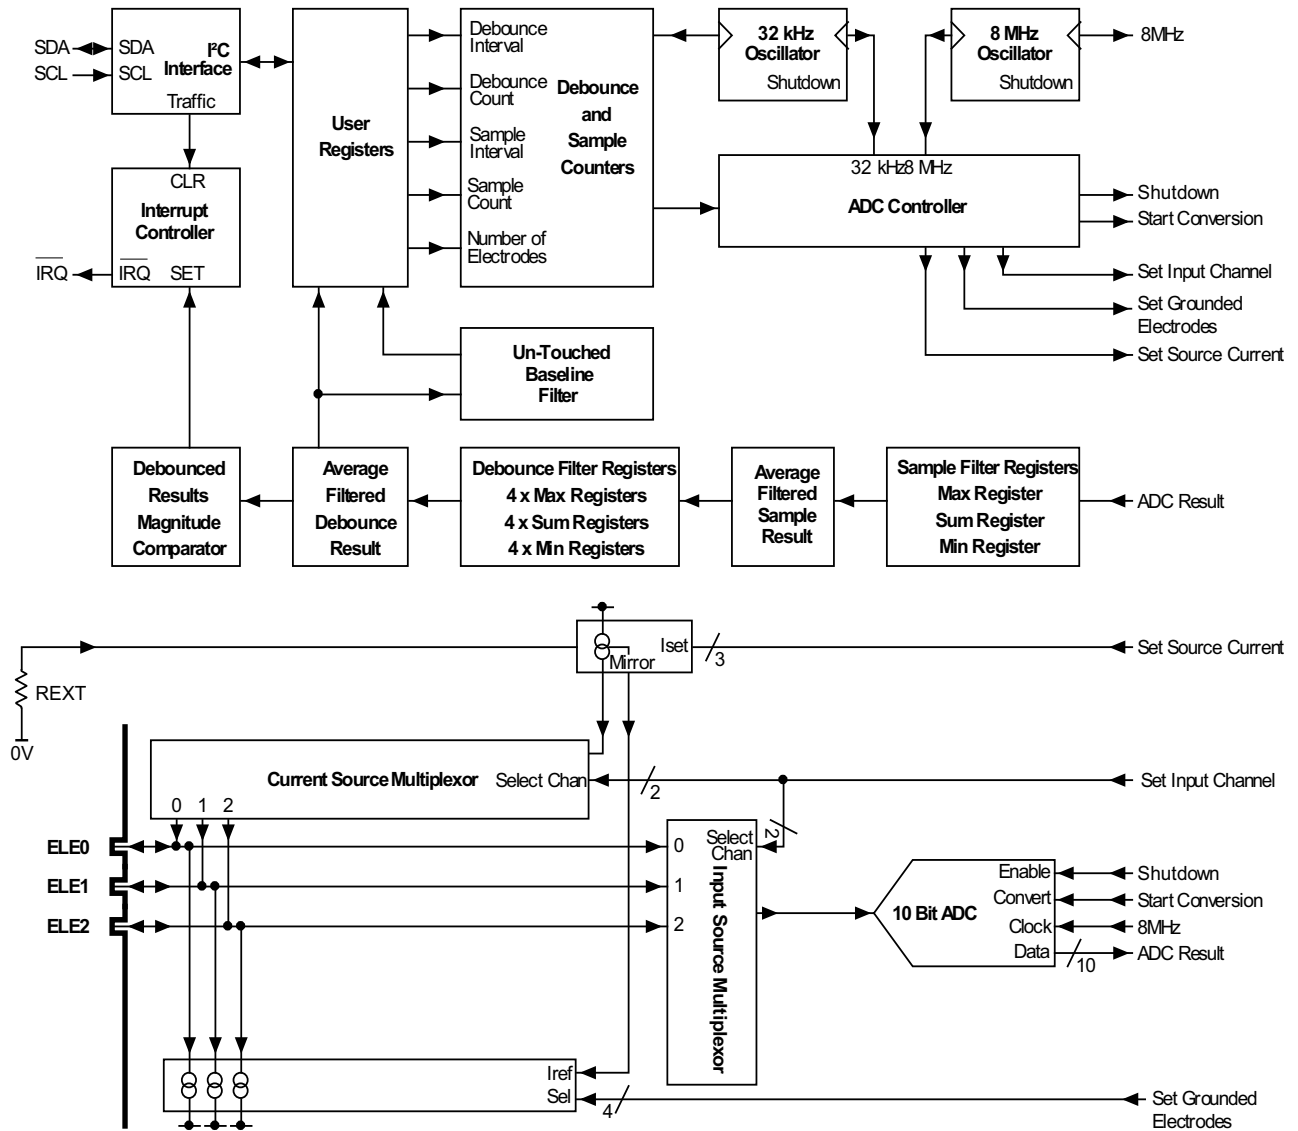 SDA
SDA
I²C
Interface
SCL
SCL
Traffic
CLR
Interrupt
Controller
IRQ
IRQ
SET
User
Registers
Debounce
Interval
Debounce
Count
Sample
Interval
Sample
Count
Number of
Electrodes
Debounce
and
Sample
Counters
32 kHz
Oscillator
Shutdown
8 MHz
Oscillator
Shutdown
8MHz
32 kHz
8 MHz
ADC Controller
Shutdown
Start Conversion
Set Input Channel
Set Grounded
Electrodes
Set Source Current
Un-Touched
Baseline
Filter
Debounced
Results
Magnitude
Comparator
Average
Filtered
Debounce
Result
Debounce Filter Registers
4 x Max Registers
4 x Sum Registers
4 x Min Registers
Average
Filtered
Sample
Result
Sample Filter Registers
Max Register
Sum Register
Min Register
ADC Result
REXT
0V
Iset
Mirror
3
Set Source Current
Current Source Multiplexor
Select Chan
2
Set Input Channel
0 1 2
ELE0
ELE1
ELE2
0
1
2
Select
Chan
2
Input Source Multiplexor
10 Bit ADC
Enable
Convert
Clock
Data
10
Shutdown
Start Conversion
8MHz
ADC Result
Iref
Sel
4
Set Grounded
Electrodes